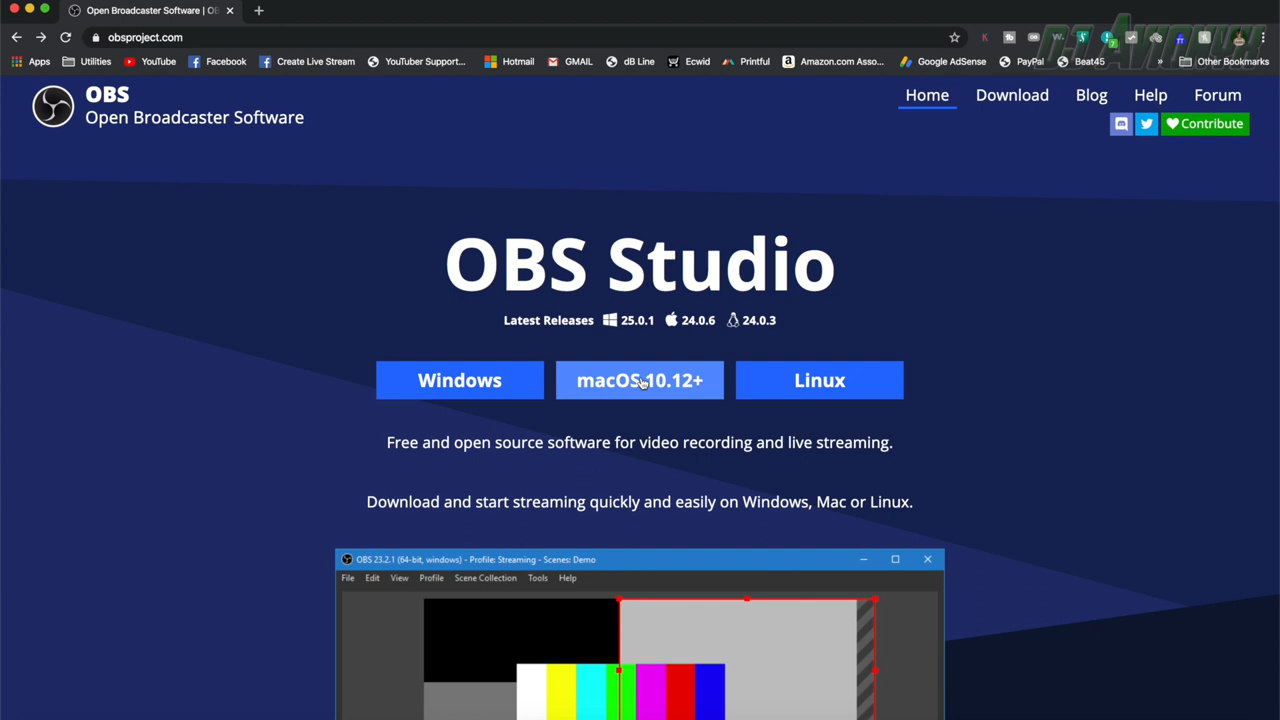 Open Broadcaster Software | OB
obsproject.com
Apps Utilities YouTube Facebook Create Live Stream YouTuber Support... Hotmail GMAIL dB Line Ecwid Printful Amazon.com Asso... Google AdSense PayPal Beat45 » Other Bookmarks
DJ Avionyx
OBS
Open Broadcaster Software
Home Download Blog Help Forum
Contribute
OBS Studio
Latest Releases 25.0.1 24.0.6 24.0.3
Windows macOS 10.12+ Linux
Free and open source software for video recording and live streaming.
Download and start streaming quickly and easily on Windows, Mac or Linux.
OBS 23.2.1 (64-bit, windows) - Profile: Streaming - Scenes: Demo
File Edit View Profile Scene Collection Tools Help